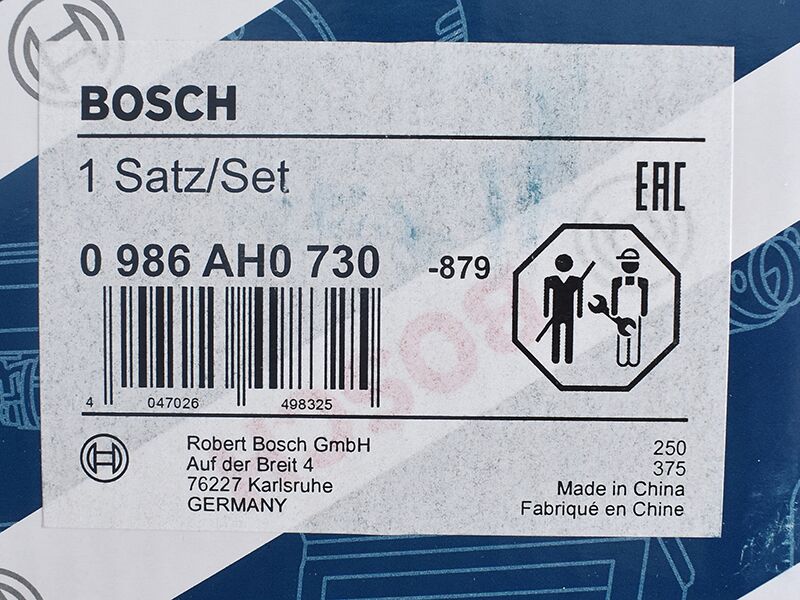 BOSCH
1 Satz/Set
EAC
0 986 AH0 730 -879
4 047026 498325
BOSCH
Robert Bosch GmbH
Auf der Breit 4
76227 Karlsruhe
GERMANY
250
375
Made in China
Fabriqué en Chine